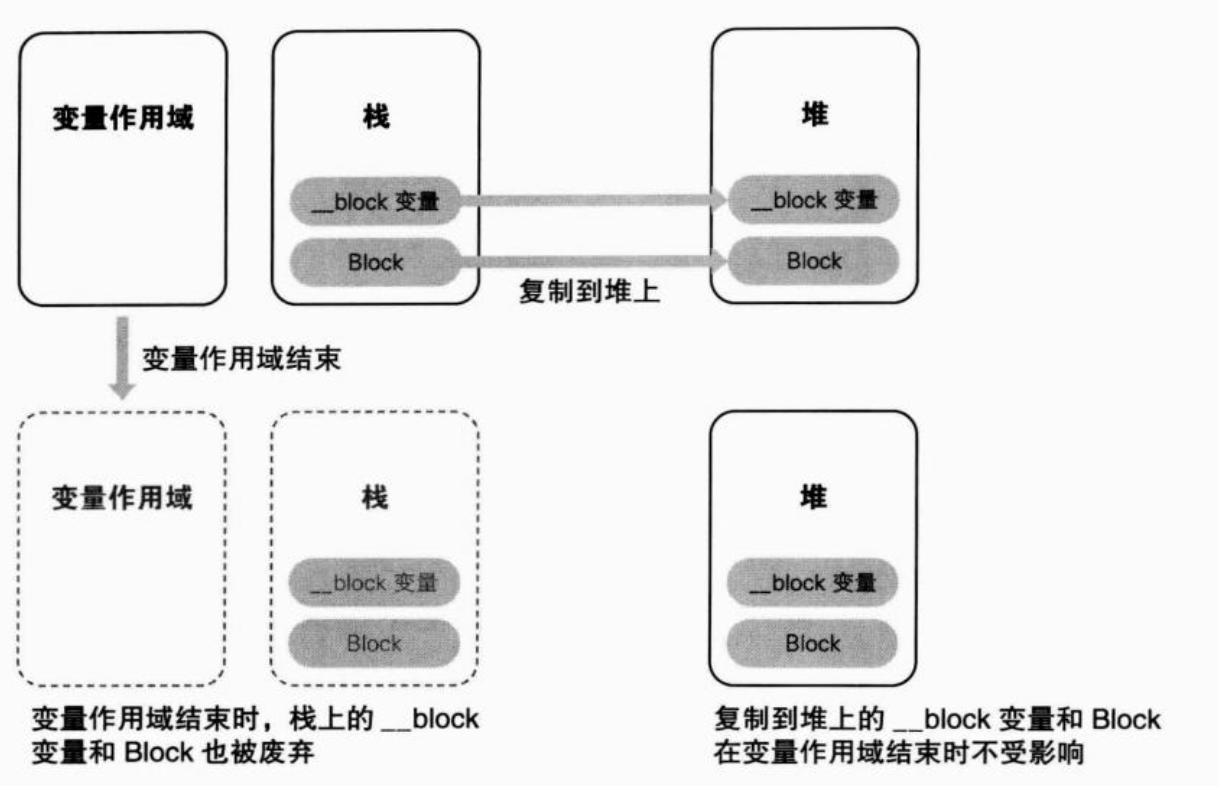 变量作用域
栈
堆
__block 变量
__block 变量
Block
Block
复制到堆上
变量作用域结束
变量作用域
栈
堆
__block 变量
__block 变量
Block
Block
变量作用域结束时，栈上的 __block
变量和 Block 也被废弃
复制到堆上的 __block 变量和 Block
在变量作用域结束时不受影响